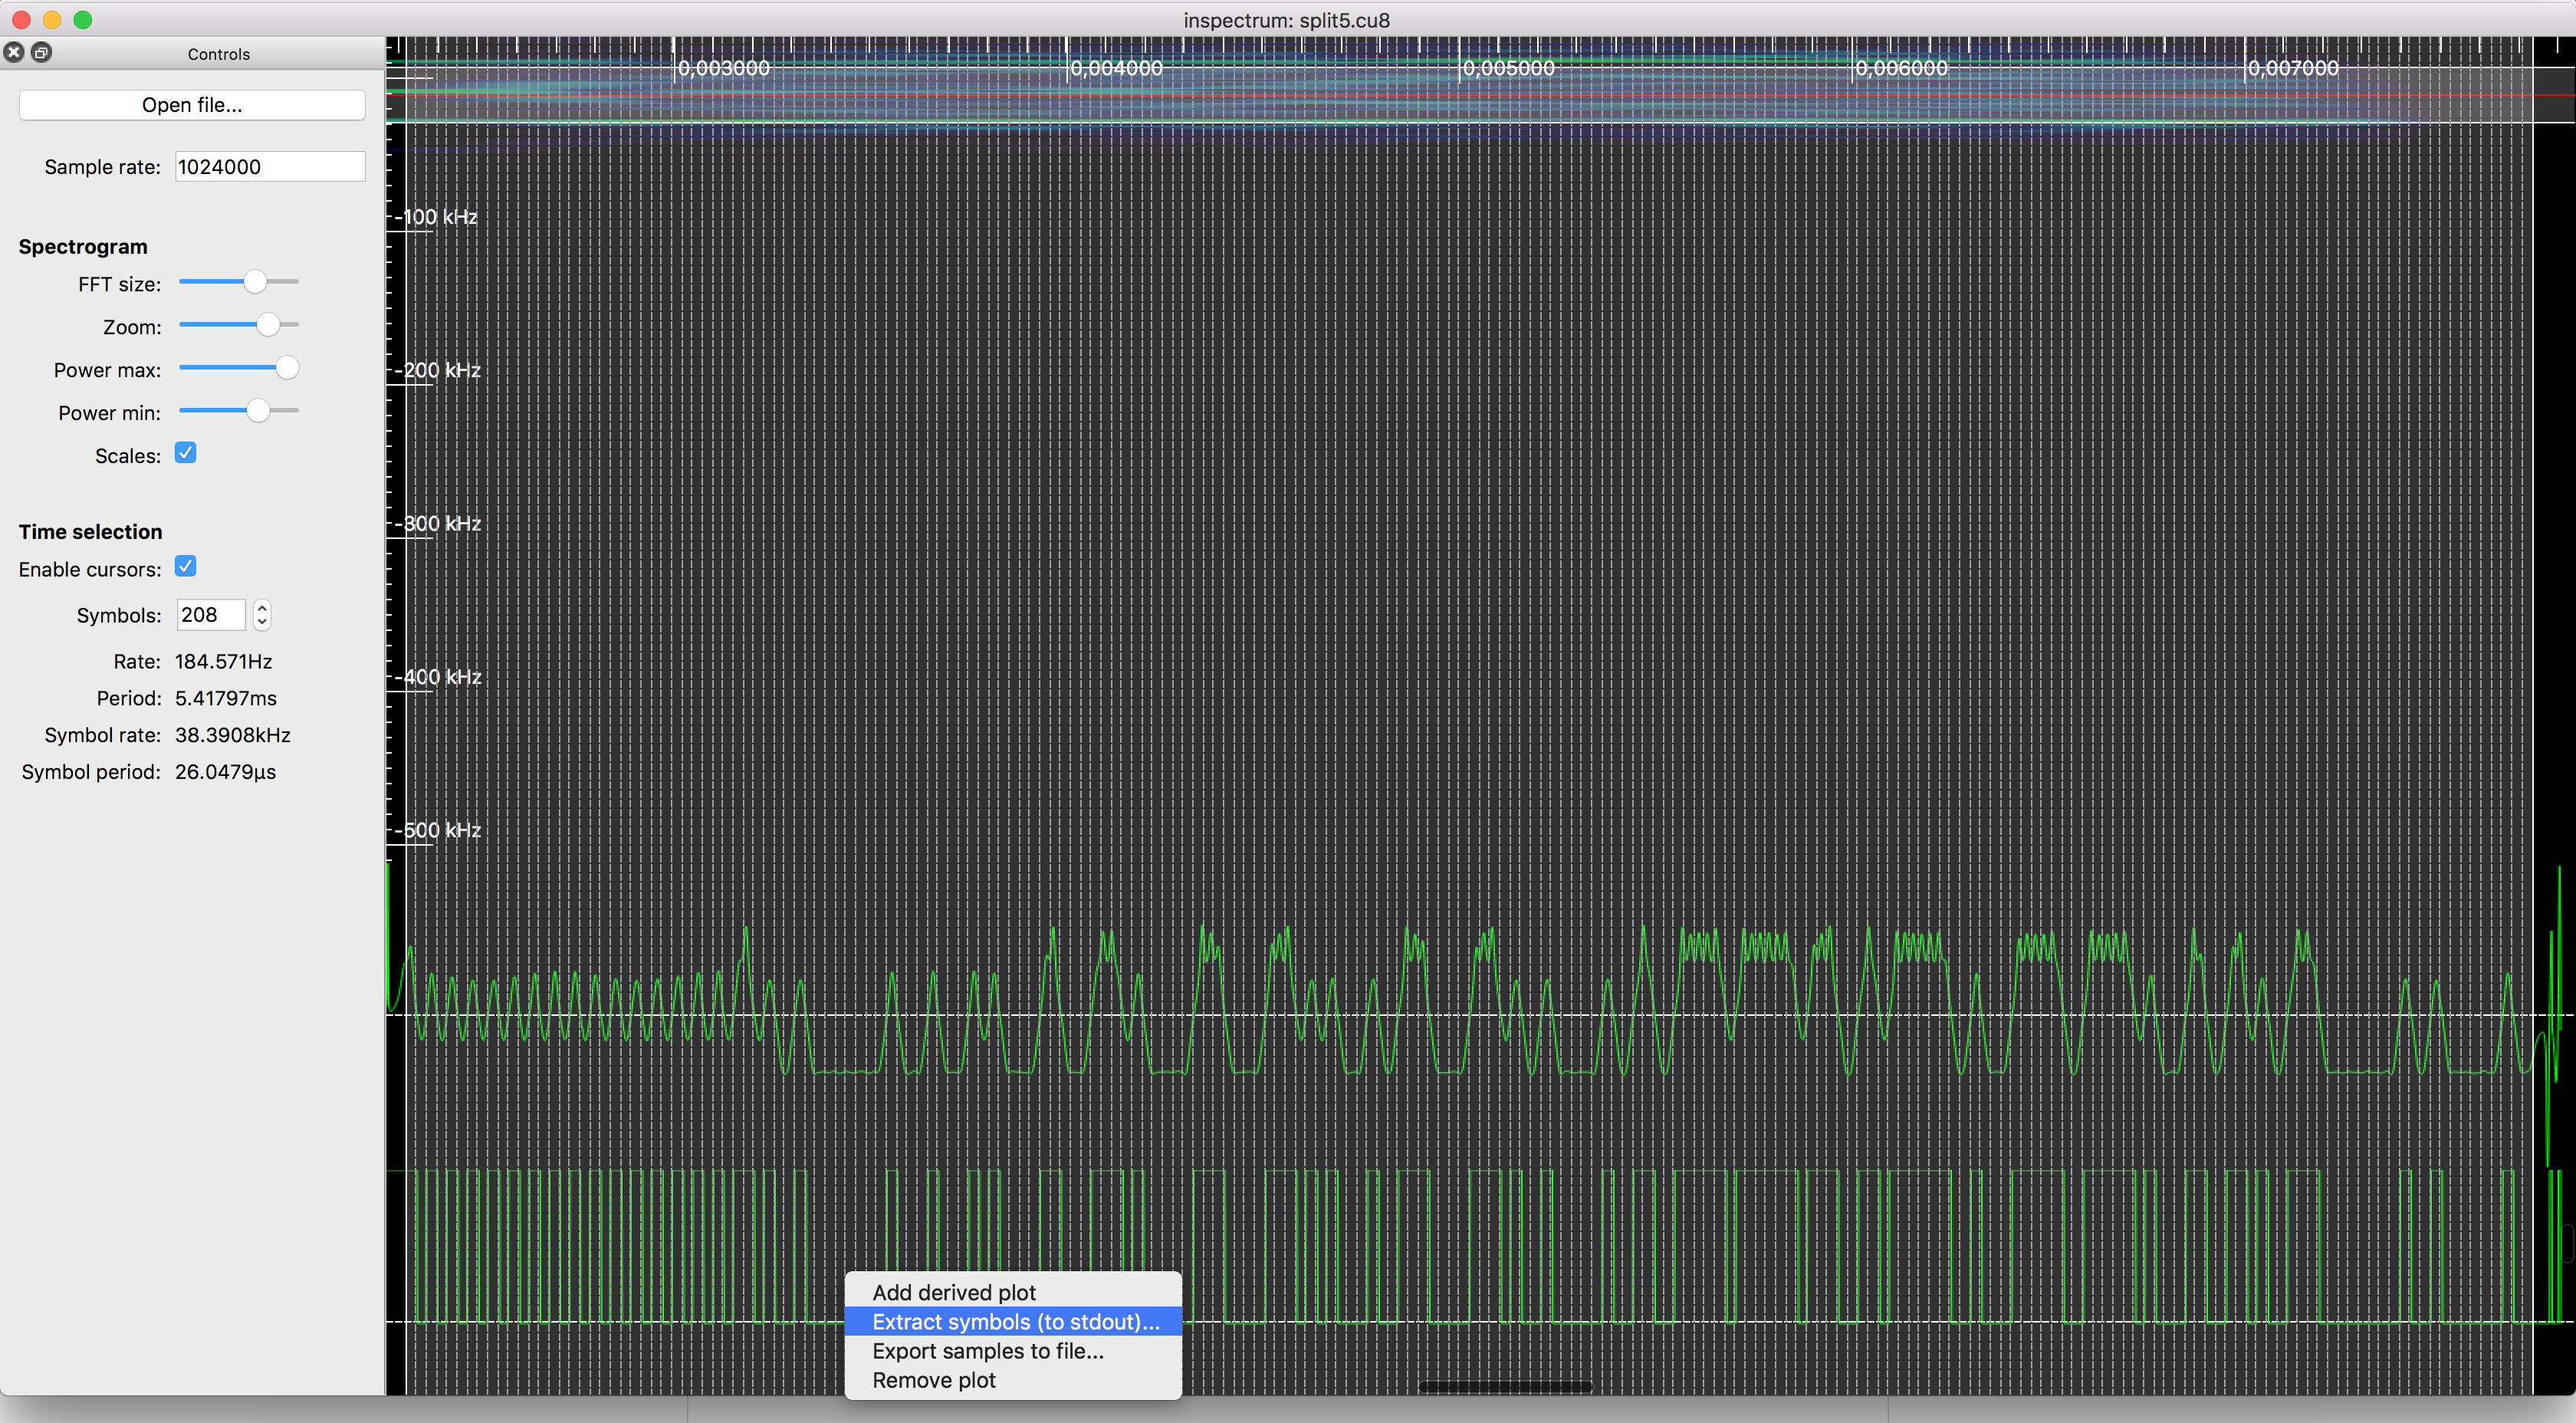 inspectrum: split5.cu8
Controls
Open file...
Sample rate: 1024000
Spectrogram
FFT size:
Zoom:
Power max:
Power min:
Scales:
Time selection
Enable cursors:
Symbols: 208
Rate: 184.571Hz
Period: 5.41797ms
Symbol rate: 38.3908kHz
Symbol period: 26.0479µs
0,003000 0,004000 0,005000 0,006000 0,007000
-100 kHz
-200 kHz
-300 kHz
-400 kHz
-500 kHz
Add derived plot
Extract symbols (to stdout)...
Export samples to file...
Remove plot